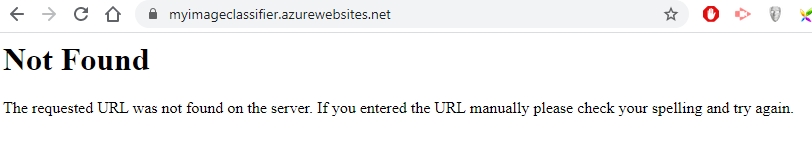 myimageclassifier.azurewebsites.net
Not Found
The requested URL was not found on the server. If you entered the URL manually please check your spelling and try again.